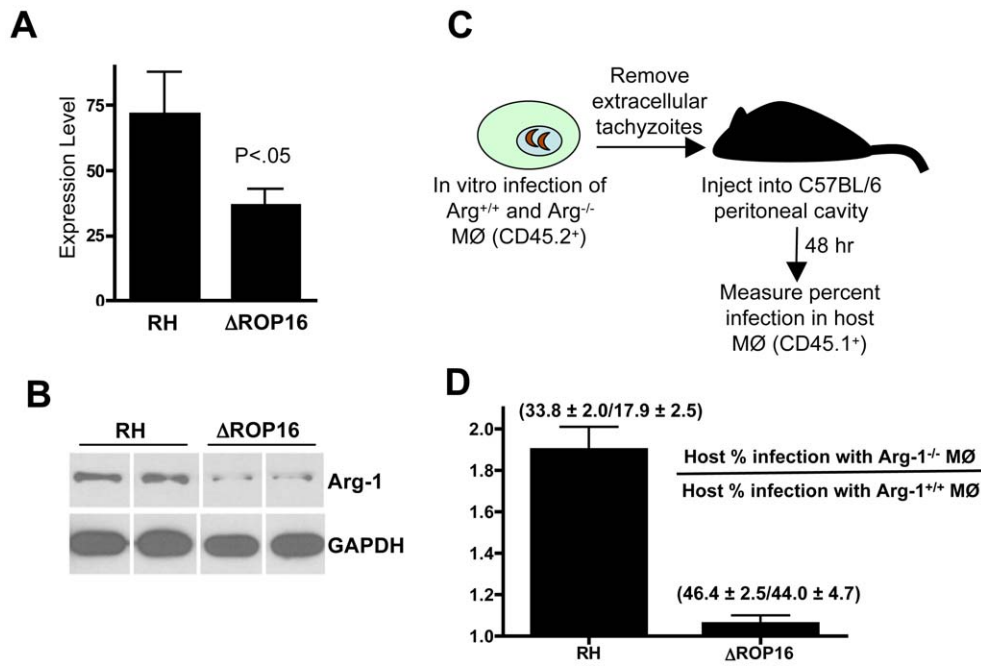 A
Expression Level
75
50
25
0
P<.05
RH
ΔROP16
B
RH
ΔROP16
Arg-1
GAPDH
C
Remove
extracellular
tachyzoites
In vitro infection of
Arg⁺/⁺ and Arg⁻/⁻
MØ (CD45.2⁺)
Inject into C57BL/6
peritoneal cavity
48 hr
Measure percent
infection in host
MØ (CD45.1⁺)
D
(33.8 ± 2.0/17.9 ± 2.5)
2.0
1.8
1.6
1.4
1.2
1.0
Host % infection with Arg-1⁻/⁻ MØ
Host % infection with Arg-1⁺/⁺ MØ
(46.4 ± 2.5/44.0 ± 4.7)
RH
ΔROP16